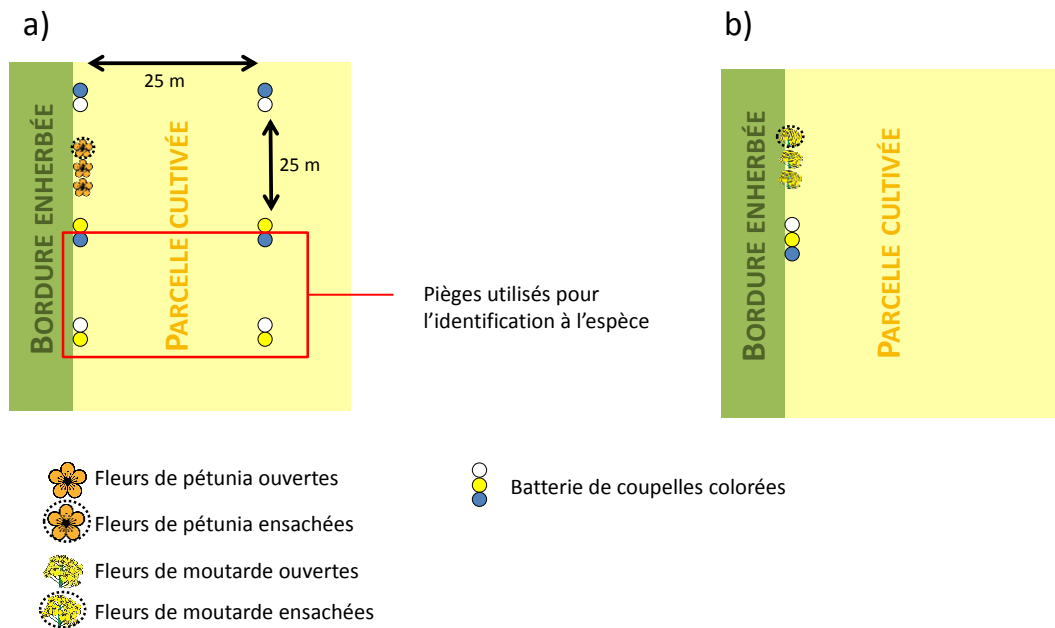 a)
b)
25 m
25 m
BORDURE ENHERBÉE
PARCELLE CULTIVÉE
BORDURE ENHERBÉE
PARCELLE CULTIVÉE
Pièges utilisés pour
l'identification à l'espèce
Fleurs de pétunia ouvertes
Fleurs de pétunia ensachées
Fleurs de moutarde ouvertes
Fleurs de moutarde ensachées
Batterie de coupelles colorées